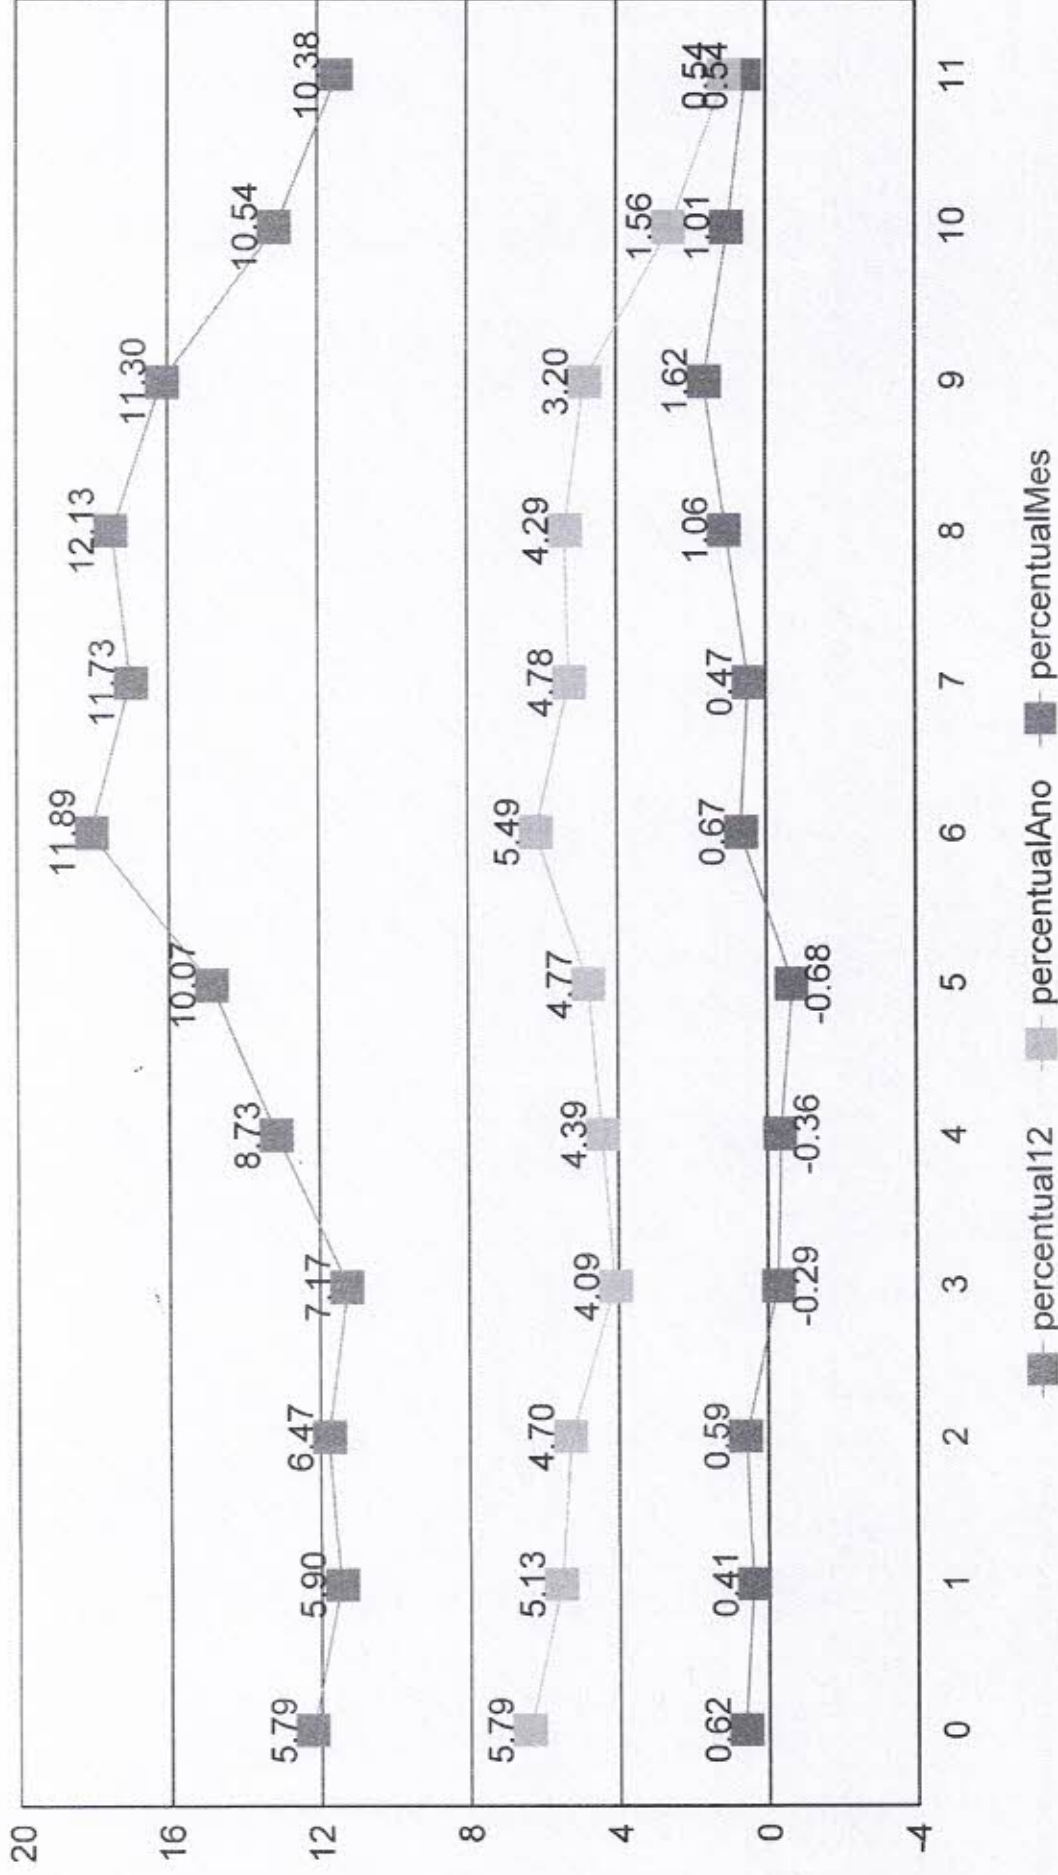 20
16
12
8
4
0
-4
5.79 5.90 6.47 7.17 8.73 10.07 11.89 11.73 12.13 11.30 10.54 10.38
5.79 5.13 4.70 4.09 4.39 4.77 5.49 4.78 4.29 3.20 1.56 0.54
0.62 0.41 0.59 -0.29 -0.36 -0.68 0.67 0.47 1.06 1.62 1.01 0.54
0 1 2 3 4 5 6 7 8 9 10 11
percentual12 percentualAno percentualMes